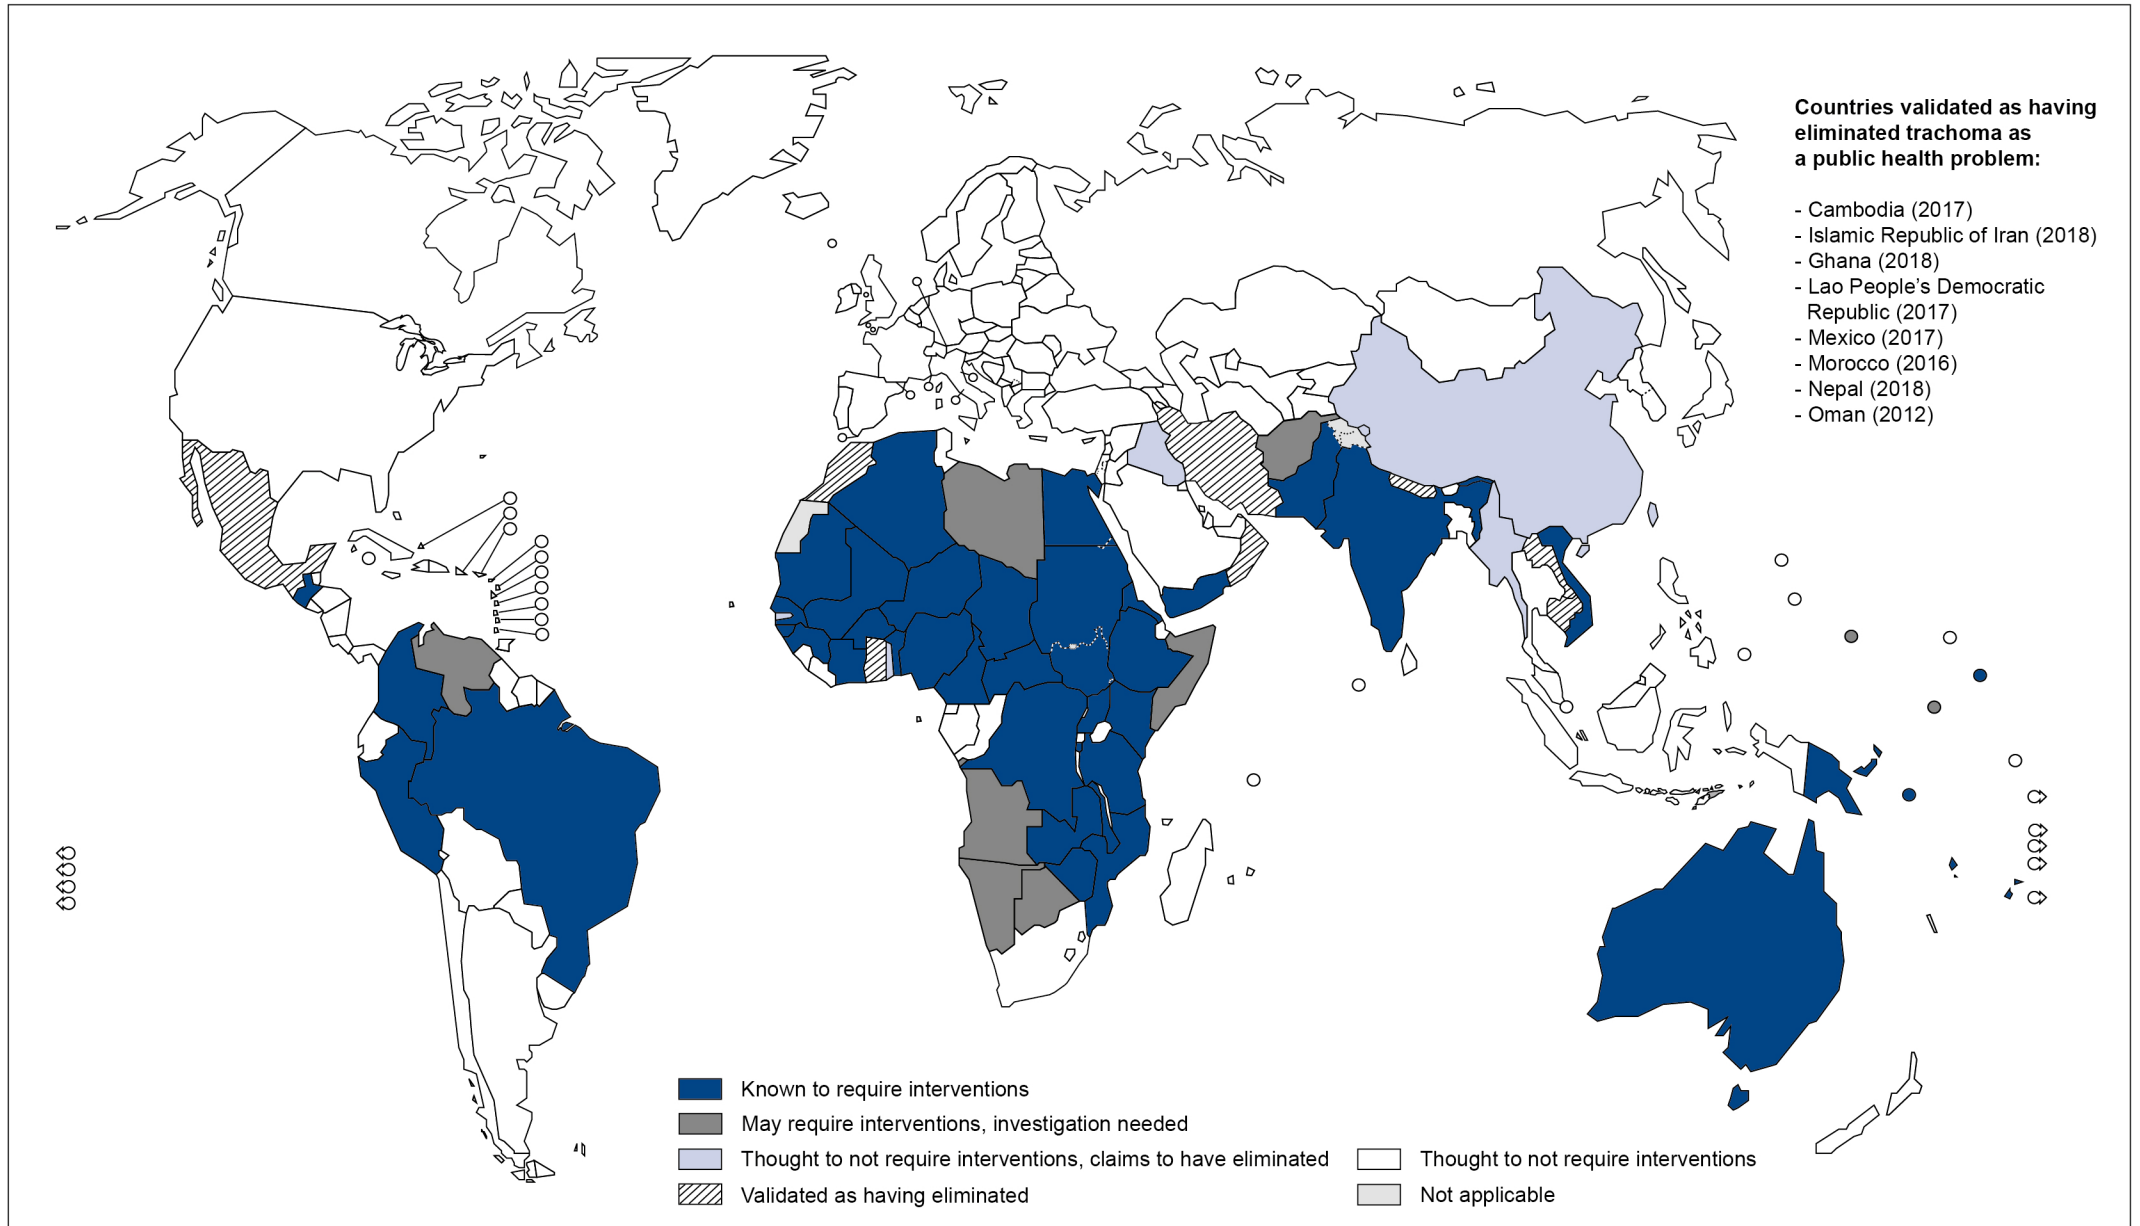 Countries validated as having
eliminated trachoma as
a public health problem:
- Cambodia (2017)
- Islamic Republic of Iran (2018)
- Ghana (2018)
- Lao People’s Democratic
Republic (2017)
- Mexico (2017)
- Morocco (2016)
- Nepal (2018)
- Oman (2012)
Known to require interventions
May require interventions, investigation needed
Thought to not require interventions, claims to have eliminated
Validated as having eliminated
Thought to not require interventions
Not applicable